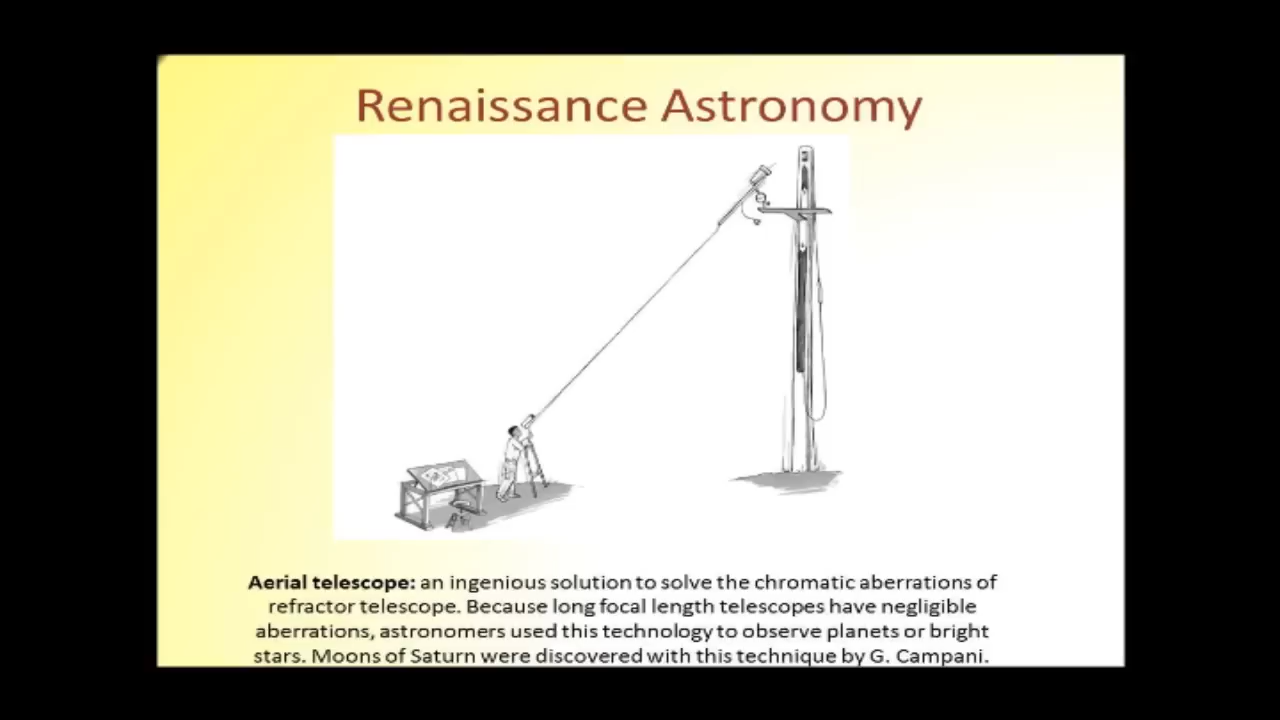 Renaissance Astronomy
Aerial telescope: an ingenious solution to solve the chromatic aberrations of
refractor telescope. Because long focal length telescopes have negligible
aberrations, astronomers used this technology to observe planets or bright
stars. Moons of Saturn were discovered with this technique by G. Campani.